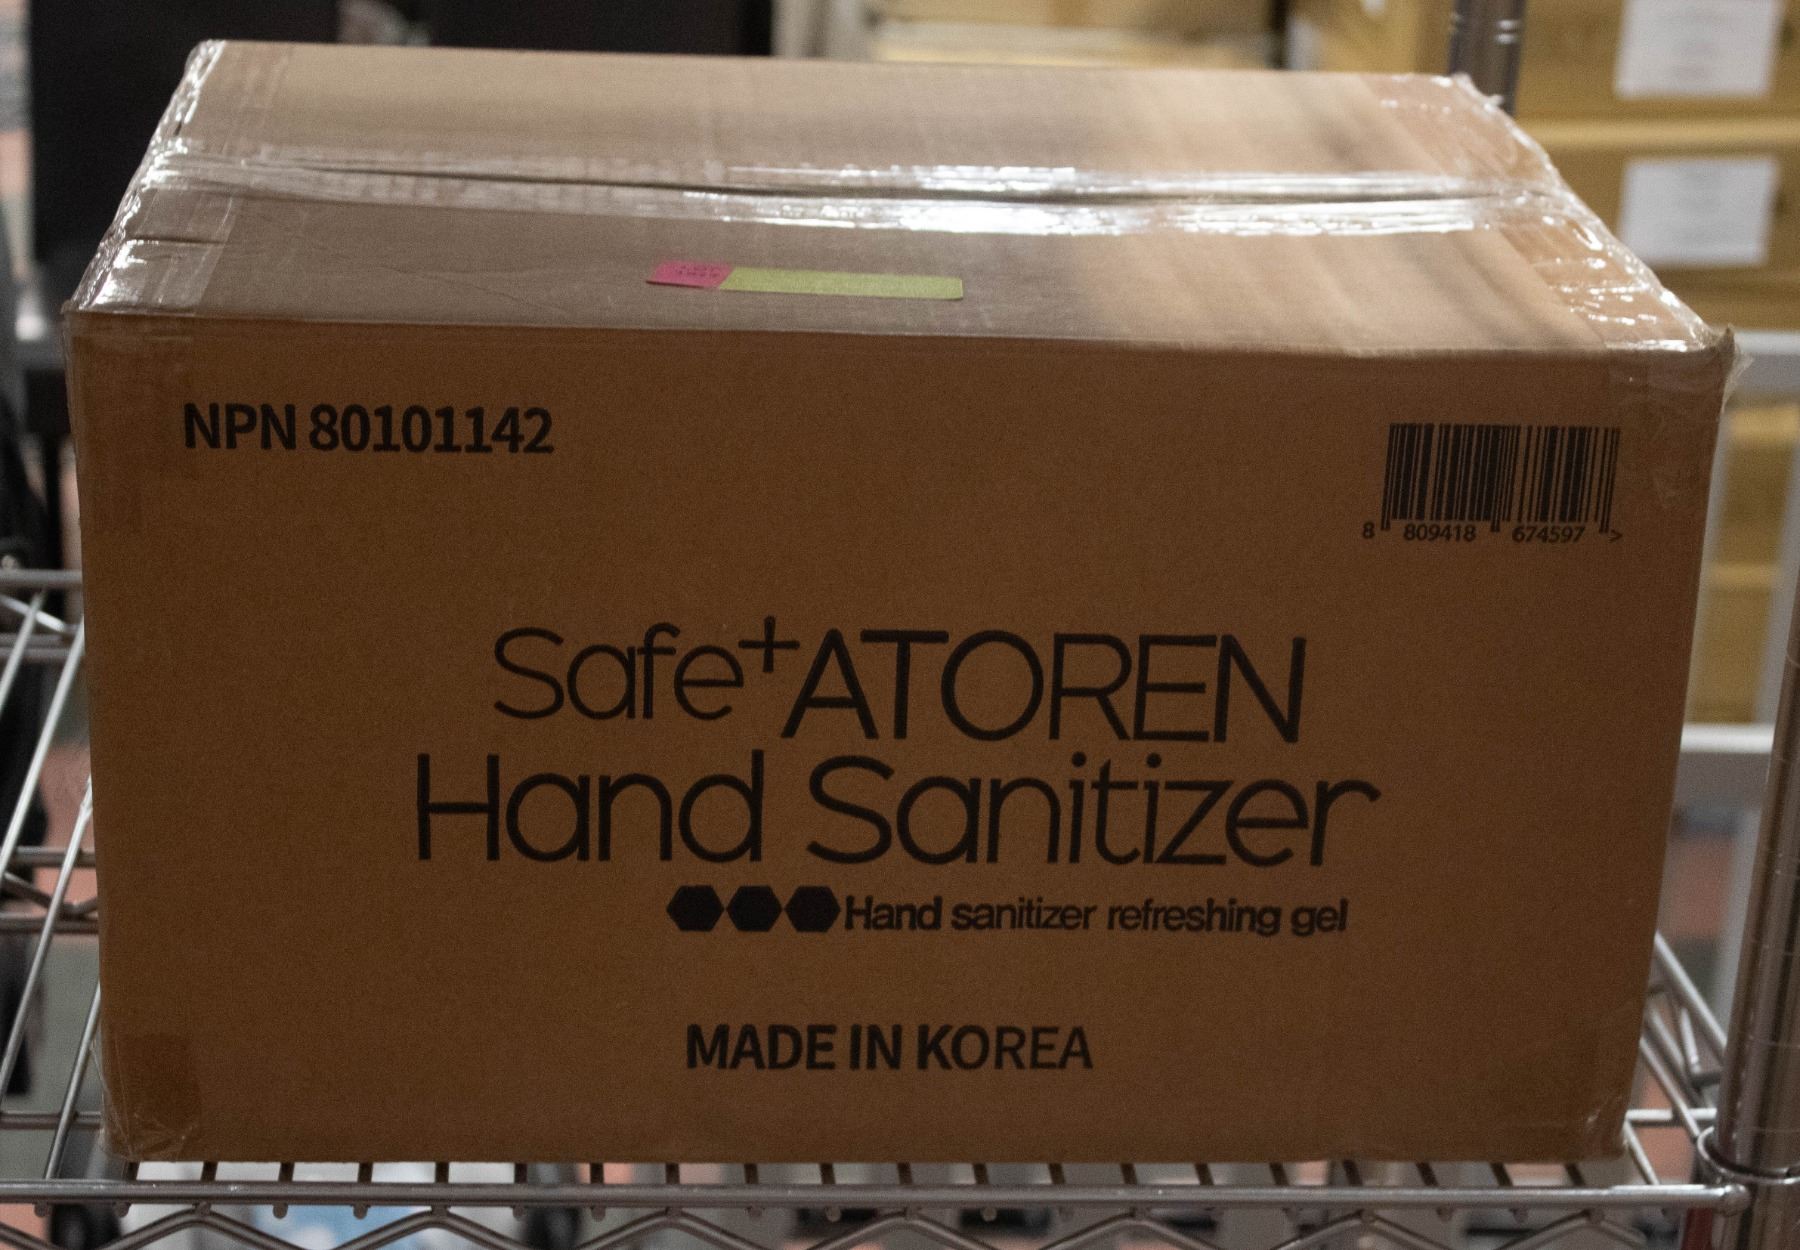 NPN 80101142
8 809418 674597 >
Safe+ATOREN
Hand Sanitizer
Hand sanitizer refreshing gel
MADE IN KOREA